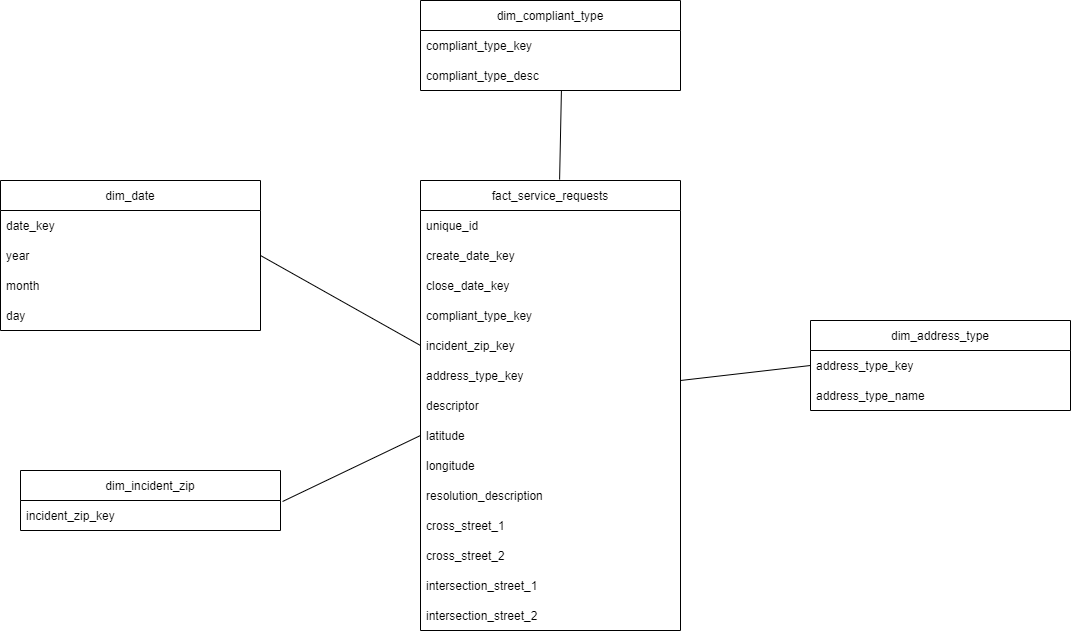 dim_compliant_type
compliant_type_key
compliant_type_desc
dim_date
date_key
year
month
day
fact_service_requests
unique_id
create_date_key
close_date_key
compliant_type_key
incident_zip_key
address_type_key
descriptor
latitude
longitude
resolution_description
cross_street_1
cross_street_2
intersection_street_1
intersection_street_2
dim_address_type
address_type_key
address_type_name
dim_incident_zip
incident_zip_key